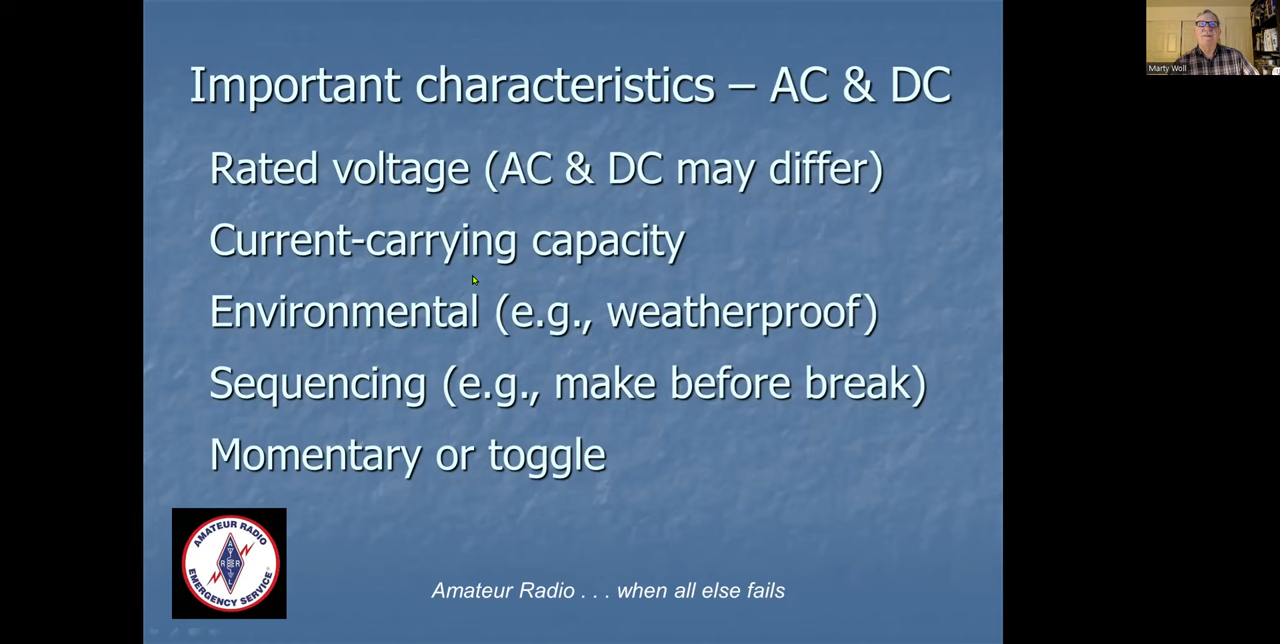 Important characteristics – AC & DC
Rated voltage (AC & DC may differ)
Current-carrying capacity
Environmental (e.g., weatherproof)
Sequencing (e.g., make before break)
Momentary or toggle
AMATEUR RADIO
EMERGENCY SERVICE
Amateur Radio . . . when all else fails
Marty Woll